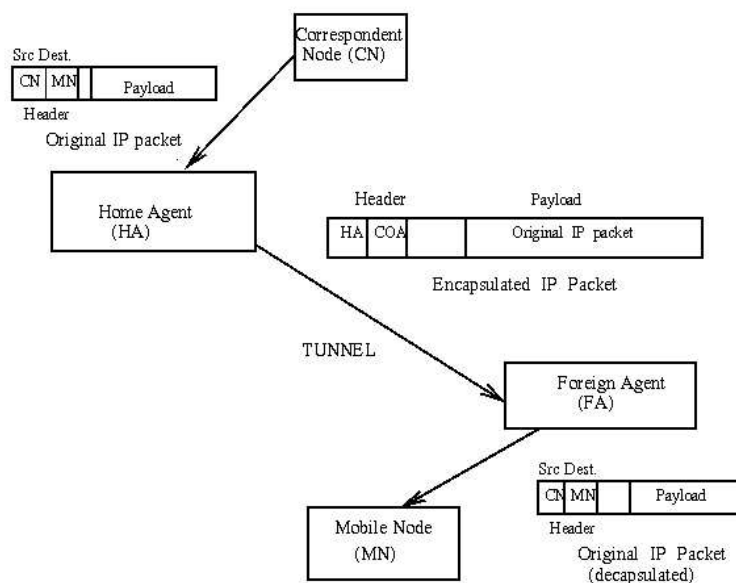 Correspondent
Node (CN)
Src Dest.
CN MN Payload
Header
Original IP packet
Home Agent
(HA)
Header Payload
HA COA Original IP packet
Encapsulated IP Packet
TUNNEL
Foreign Agent
(FA)
Src Dest.
CN MN Payload
Header
Mobile Node
(MN)
Original IP Packet
(decapsulated)